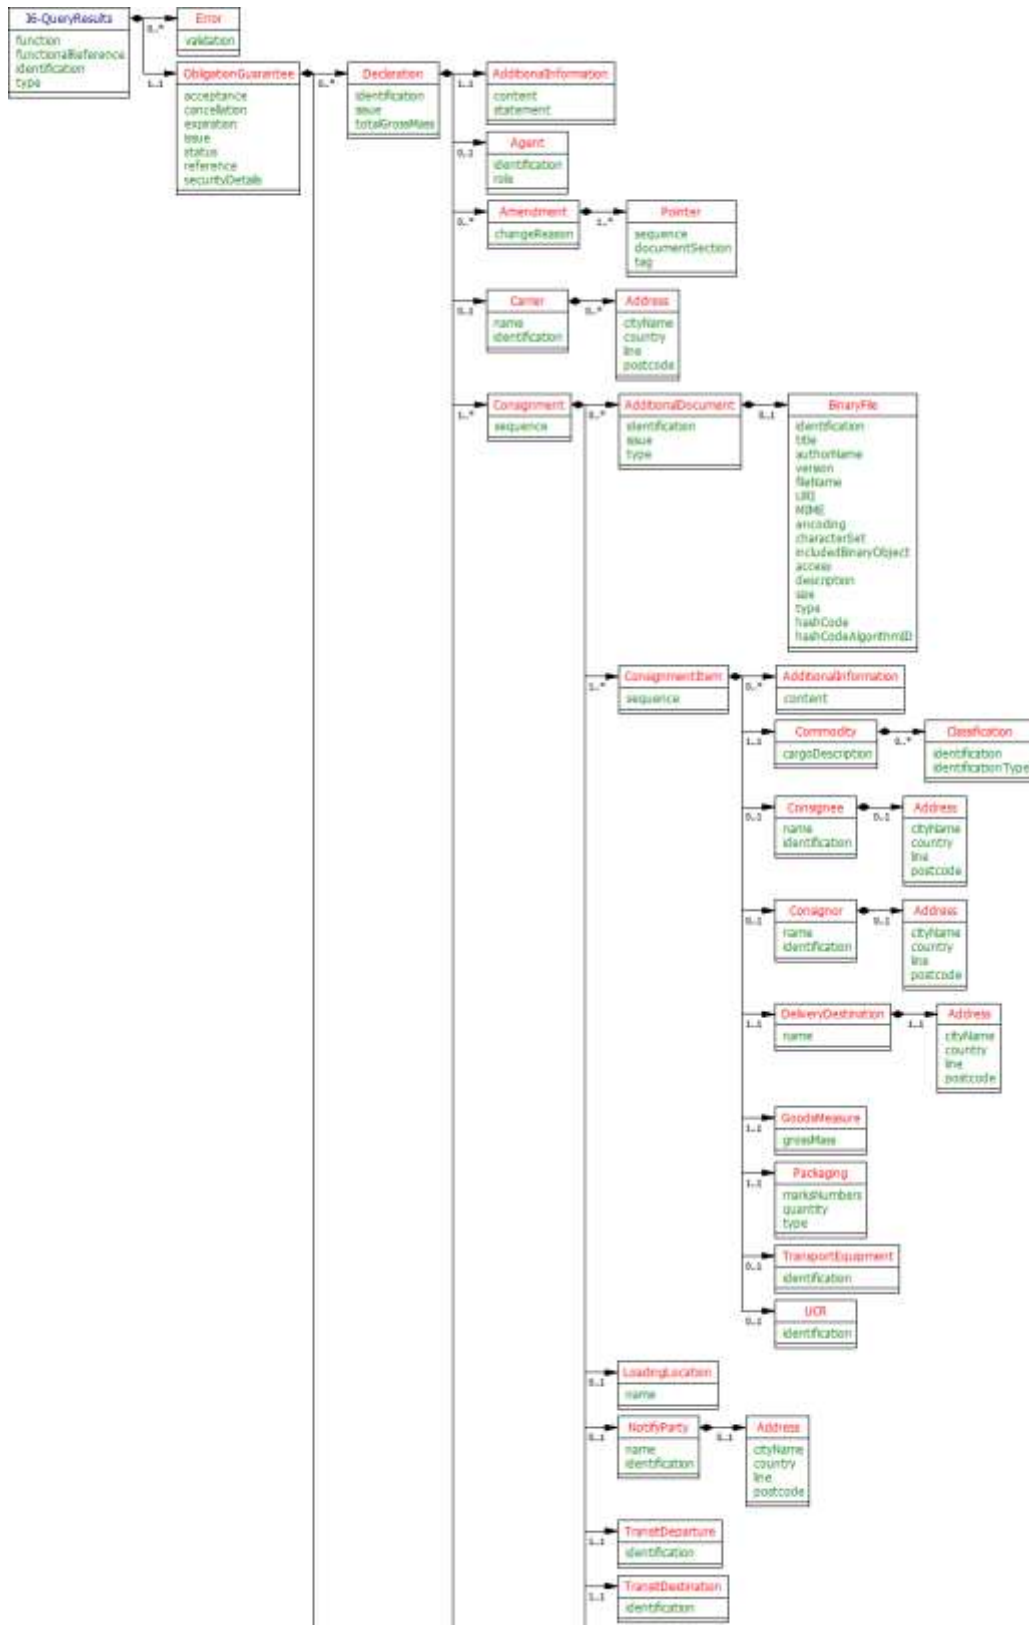 I6-QueryResults
function
functionalReference
identification
type
0..*
Error
validation
1..1
ObligationGuarantee
acceptance
cancellation
expiration
issue
status
reference
securityDetails
0..*
Declaration
identification
issue
totalGrossMass
1..1
AdditionalInformation
content
statement
0..1
Agent
identification
role
0..*
Amendment
changeReason
1..*
Pointer
sequence
documentSection
tag
0..1
Carrier
name
identification
0..*
Address
cityName
country
line
postcode
1..*
Consignment
sequence
0..*
AdditionalDocument
identification
issue
type
0..1
BinaryFile
identification
title
authorName
version
fileName
URI
MIME
encoding
characterSet
includedBinaryObject
access
description
size
type
hashCode
hashCodeAlgorithmID
1..*
ConsignmentItem
sequence
0..*
AdditionalInformation
content
1..1
Commodity
cargoDescription
0..*
Classification
identification
identificationType
0..1
Consignee
name
identification
0..1
Address
cityName
country
line
postcode
0..1
Consignor
name
identification
0..1
Address
cityName
country
line
postcode
1..1
DeliveryDestination
name
1..1
Address
cityName
country
line
postcode
1..1
GoodsMeasure
grossMass
1..1
Packaging
marksNumbers
quantity
type
0..1
TransportEquipment
identification
0..1
UCR
identification
0..1
LoadingLocation
name
0..1
NotifyParty
name
identification
0..1
Address
cityName
country
line
postcode
1..1
TransitDeparture
identification
1..1
TransitDestination
identification